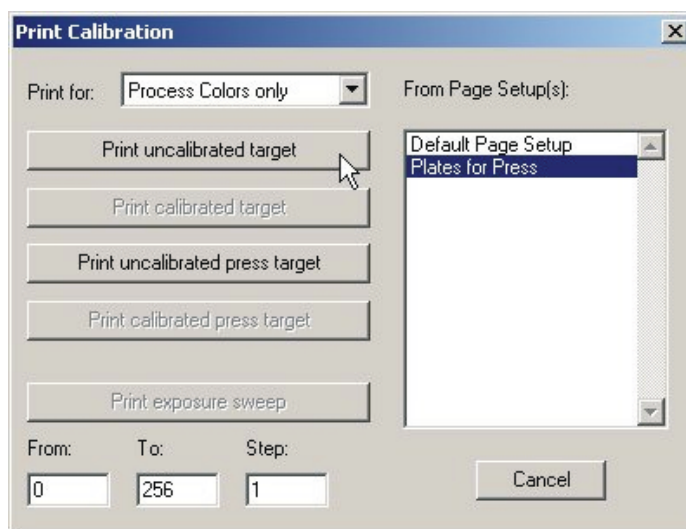 Print Calibration
Print for:
Process Colors only
From Page Setup(s):
Print uncalibrated target
Default Page Setup
Plates for Press
Print calibrated target
Print uncalibrated press target
Print calibrated press target
Print exposure sweep
From:
To:
Step:
0
256
1
Cancel